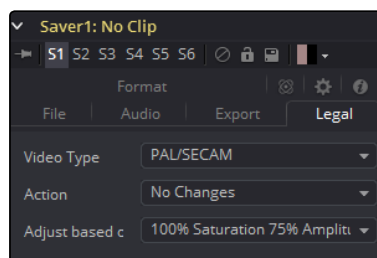 Saver1: No Clip
S1 S2 S3 S4 S5 S6
Format
File Audio Export Legal
Video Type PAL/SECAM
Action No Changes
Adjust based c 100% Saturation 75% Amplitu